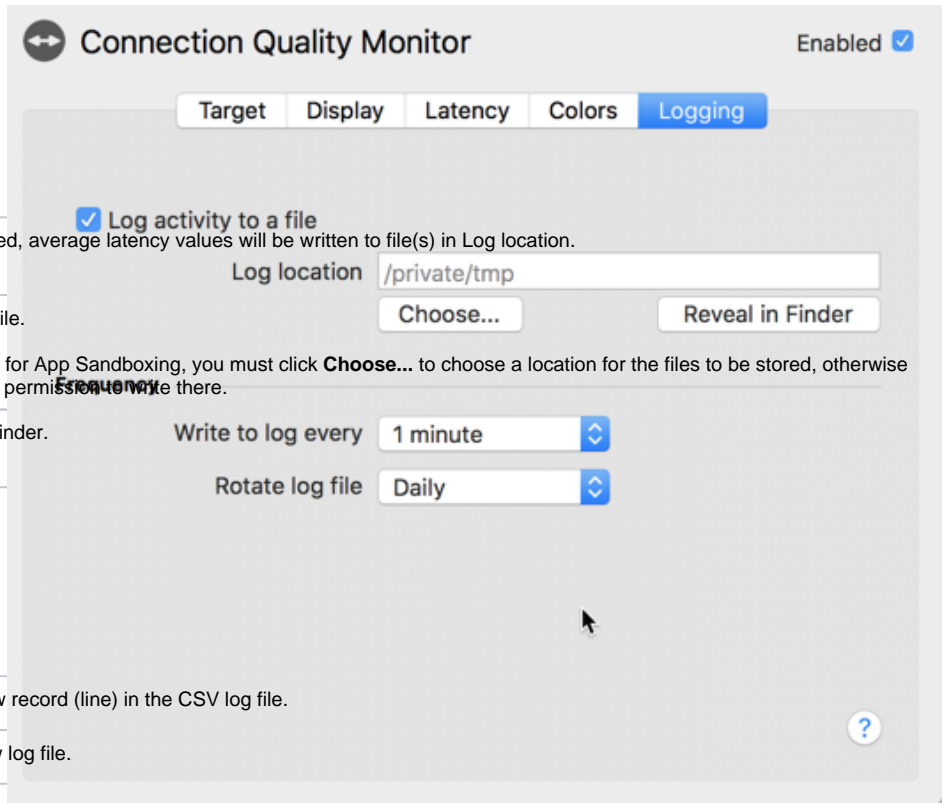 Connection Quality Monitor
Enabled
Target Display Latency Colors Logging
Log activity to a file
ed, average latency values will be written to file(s) in Log location.
Log location /private/tmp
ile.
Choose... Reveal in Finder
for App Sandboxing, you must click Choose... to choose a location for the files to be stored, otherwise
permission to write there.
Frequency
inder.
Write to log every 1 minute
Rotate log file Daily
w record (line) in the CSV log file.
?
w log file.